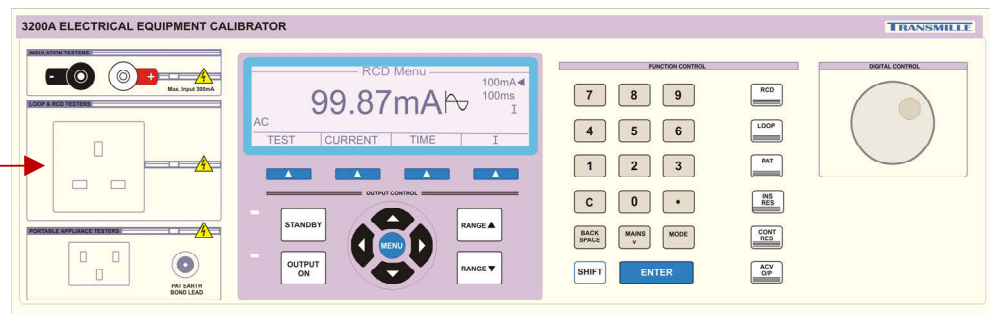 3200A ELECTRICAL EQUIPMENT CALIBRATOR
TRANSMILLE
INSULATION TESTERS
- +
Max. Input 300mA
LOOP & RCD TESTERS
PORTABLE APPLIANCE TESTERS
PAT EARTH
BOND LEAD
RCD Menu
100mA◀
99.87mA
100ms
I
AC
TEST CURRENT TIME I
OUTPUT CONTROL
STANDBY
RANGE▲
MENU
OUTPUT
ON
RANGE▼
FUNCTION CONTROL
7 8 9
4 5 6
1 2 3
C 0 •
BACK
SPACE
MAINS
V
MODE
SHIFT
ENTER
RCD
LOOP
PAT
INS
RES
CONT
RES
ACV
O/P
DIGITAL CONTROL